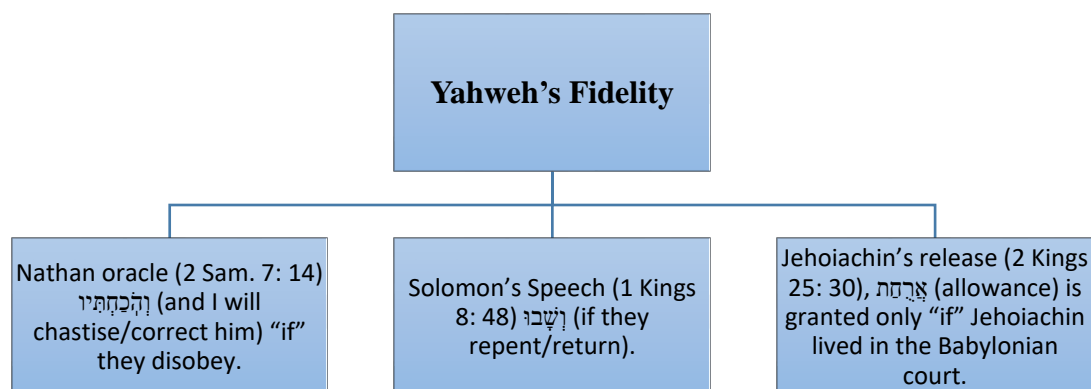 Yahweh’s Fidelity
Nathan oracle (2 Sam. 7: 14)
וְהֹֽכַחְתִּיו (and I will
chastise/correct him) “if”
they disobey.
Solomon’s Speech (1 Kings
8: 48) וְשָׁבוּ (if they
repent/return).
Jehoiachin’s release (2 Kings
25: 30), אֲרֻחַת (allowance) is
granted only “if” Jehoiachin
lived in the Babylonian
court.